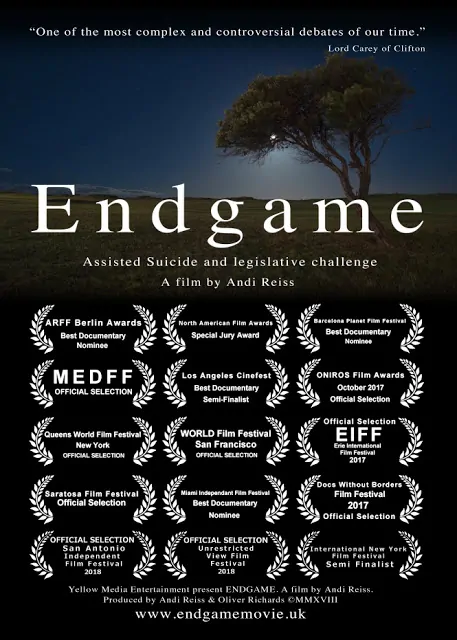 “One of the most complex and controversial debates of our time.”
Lord Carey of Clifton
Endgame
Assisted Suicide and legislative challenge
A film by Andi Reiss
ARFF Berlin Awards
Best Documentary
Nominee
North American Film Awards
Special Jury Award
Barcelona Planet Film Festival
Best Documentary
Nominee
MEDFF
OFFICIAL SELECTION
Los Angeles Cinefest
Best Documentary
Semi-Finalist
ONIROS Film Awards
October 2017
Official Selection
Queens World Film Festival
New York
OFFICIAL SELECTION
WORLD Film Festival
San Francisco
OFFICIAL SELECTION
Official Selection
EIFF
Erie International
Film Festival
2017
Saratosa Film Festival
Official Selection
Miami Independant Film Festival
Best Documentary
Nominee
Docs Without Borders
Film Festival
2017
Official Selection
OFFICIAL SELECTION
San Antonio
Independent
Film Festival
2018
OFFICIAL SELECTION
Unrestricted
View Film
Festival
2018
International New York
Film Festival
Semi Finalist
Yellow Media Entertainment present ENDGAME. A film by Andi Reiss.
Produced by Andi Reiss & Oliver Richards ©MMXVIII
www.endgamemovie.uk